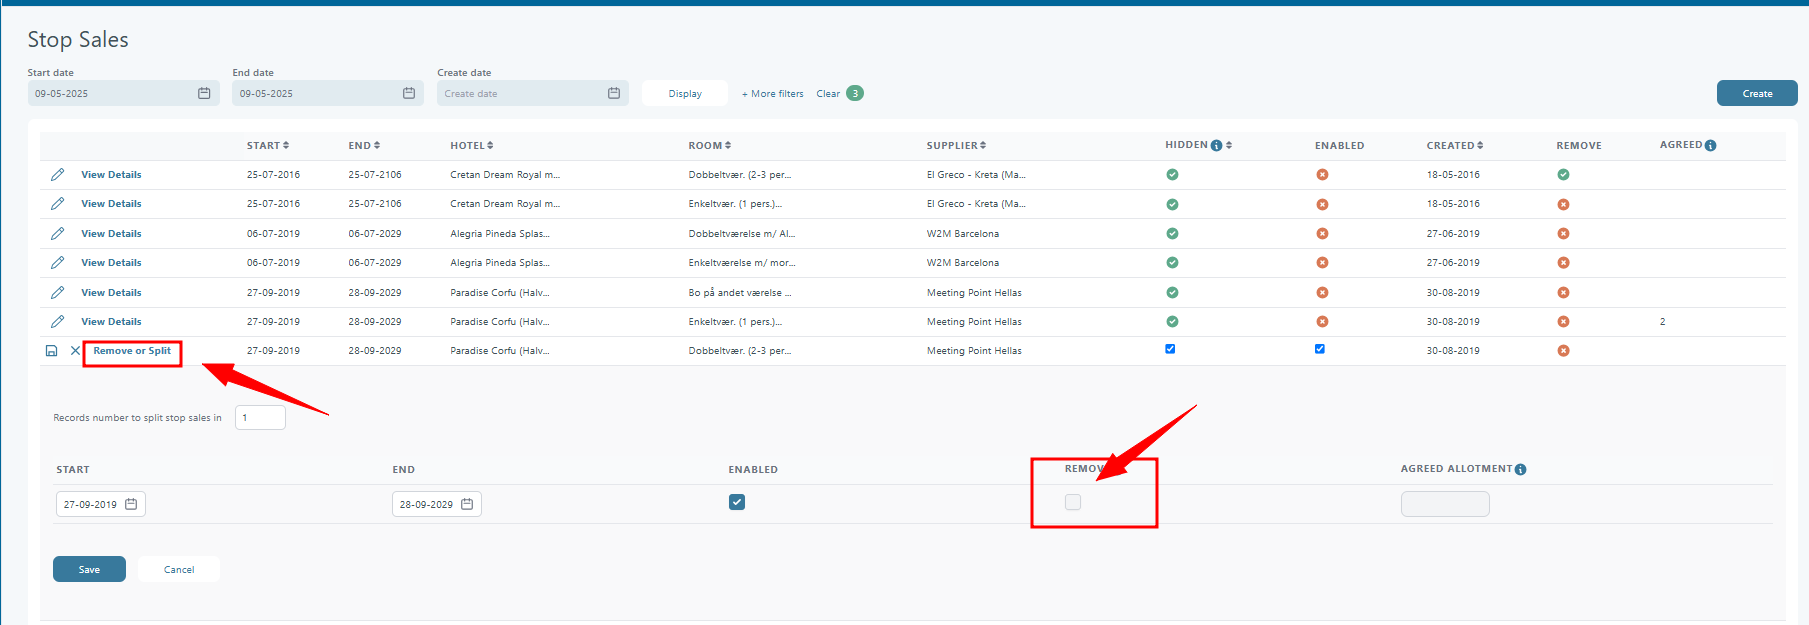 Stop Sales
Start date End date Create date
09-05-2025 09-05-2025 Create date Display + More filters Clear 3 Create
START END HOTEL ROOM SUPPLIER HIDDEN ENABLED CREATED REMOVE AGREED
View Details 25-07-2016 25-07-2106 Cretan Dream Royal m... Dobbeltvær. (2-3 per... El Greco - Kreta (Ma... 18-05-2016
View Details 25-07-2016 25-07-2106 Cretan Dream Royal m... Enkeltvær. (1 pers.)... El Greco - Kreta (Ma... 18-05-2016
View Details 06-07-2019 06-07-2029 Alegria Pineda Splas... Dobbeltværelse m/ Al... W2M Barcelona 27-06-2019
View Details 06-07-2019 06-07-2029 Alegria Pineda Splas... Enkeltværelse m/ mor... W2M Barcelona 27-06-2019
View Details 27-09-2019 28-09-2029 Paradise Corfu (Halv... Bo på andet værelse ... Meeting Point Hellas 30-08-2019
View Details 27-09-2019 28-09-2029 Paradise Corfu (Halv... Enkeltvær. (1 pers.)... Meeting Point Hellas 30-08-2019 2
Remove or Split 27-09-2019 28-09-2029 Paradise Corfu (Halv... Dobbeltvær. (2-3 per... Meeting Point Hellas 30-08-2019
Records number to split stop sales in 1
START END ENABLED REMOV AGREED ALLOTMENT
27-09-2019 28-09-2029
Save Cancel